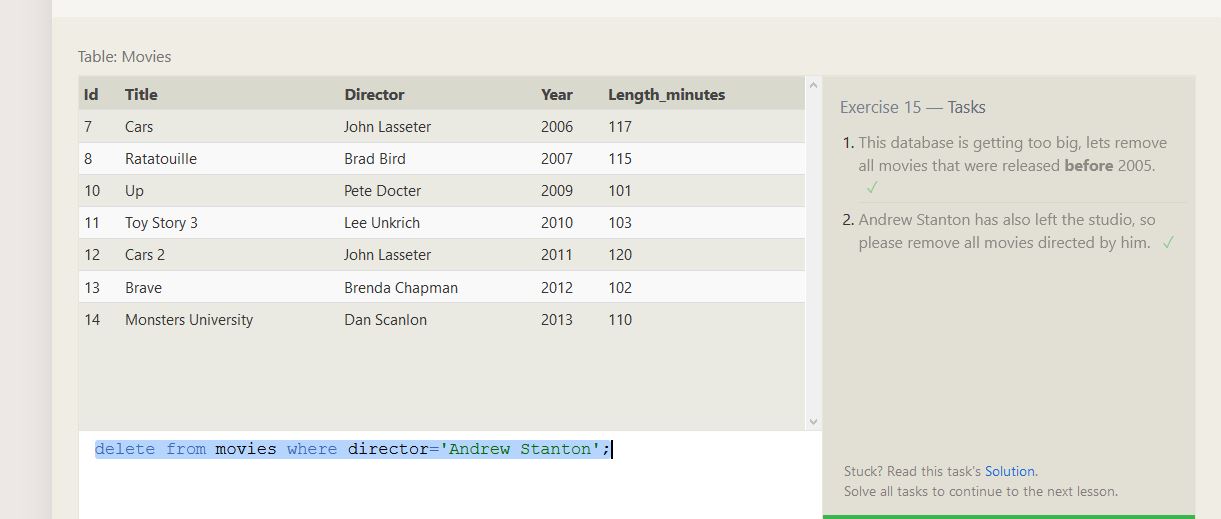 Table: Movies
Id Title Director Year Length_minutes
7 Cars John Lasseter 2006 117
8 Ratatouille Brad Bird 2007 115
10 Up Pete Docter 2009 101
11 Toy Story 3 Lee Unkrich 2010 103
12 Cars 2 John Lasseter 2011 120
13 Brave Brenda Chapman 2012 102
14 Monsters University Dan Scanlon 2013 110
delete from movies where director='Andrew Stanton';
Exercise 15 — Tasks
1. This database is getting too big, lets remove
all movies that were released before 2005.
✓
2. Andrew Stanton has also left the studio, so
please remove all movies directed by him. ✓
Stuck? Read this task's Solution.
Solve all tasks to continue to the next lesson.